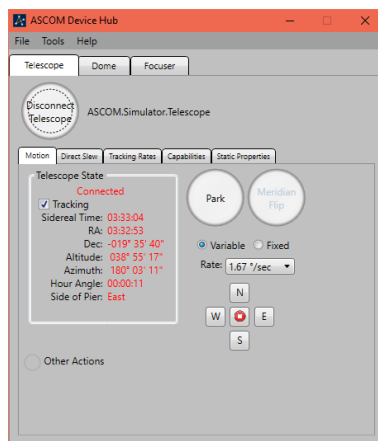 ASCOM Device Hub
File Tools Help
Telescope Dome Focuser
Disconnect
Telescope
ASCOM.Simulator.Telescope
Motion Direct Slew Tracking Rates Capabilities Static Properties
Telescope State
Connected
Tracking
Sidereal Time: 03:33:04
RA: 03:32:53
Dec: -019° 35' 40"
Altitude: 038° 55' 17"
Azimuth: 180° 03' 11"
Hour Angle: 00:00:11
Side of Pier: East
Park
Meridian
Flip
Variable Fixed
Rate: 1.67 °/sec
N
W E
S
Other Actions